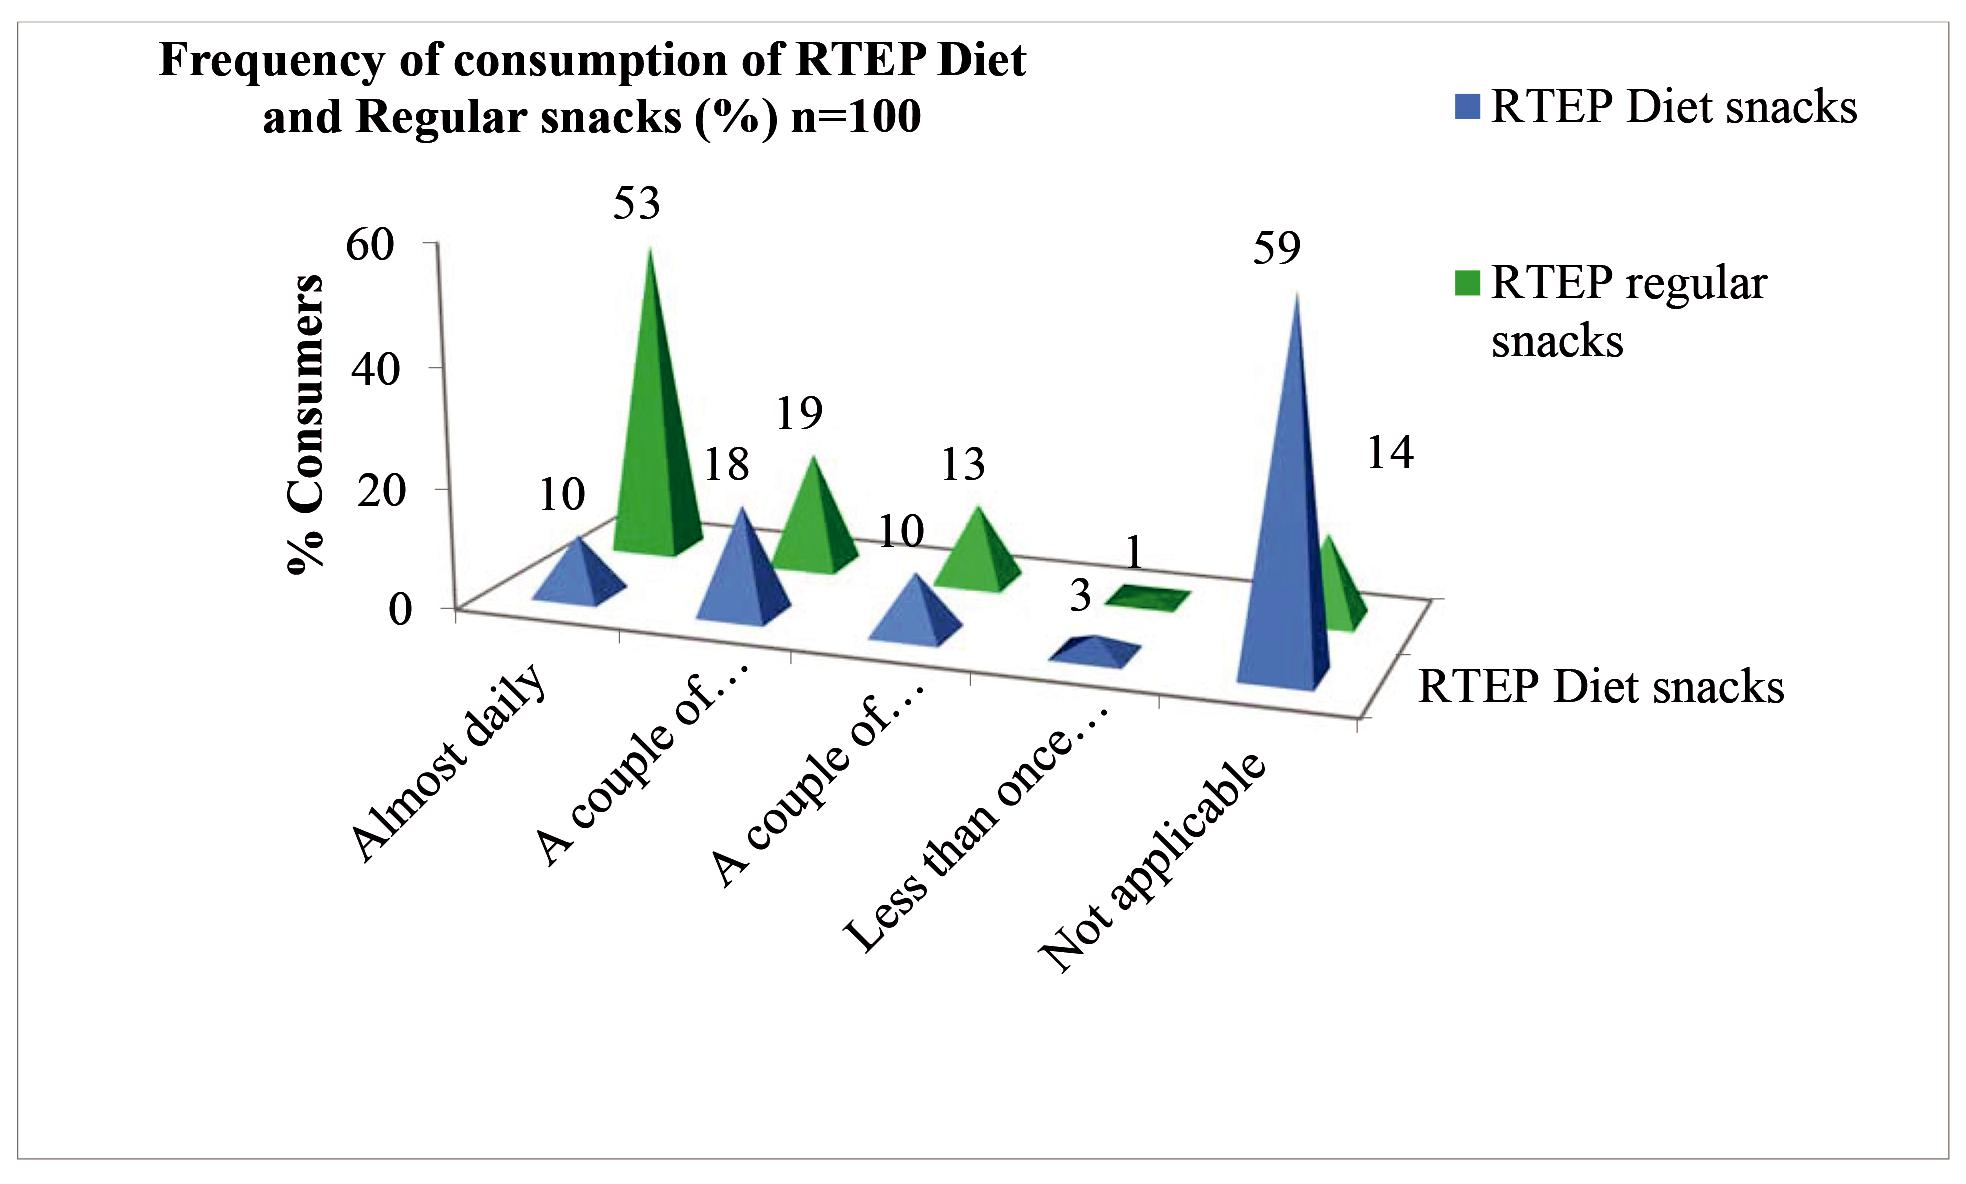 Frequency of consumption of RTEP Diet
and Regular snacks (%) n=100
RTEP Diet snacks
RTEP regular
snacks
% Consumers
60
40
20
0
53
59
19
14
18
13
10
10
1
3
RTEP Diet snacks
Almost daily
A couple of…
A couple of…
Less than once…
Not applicable